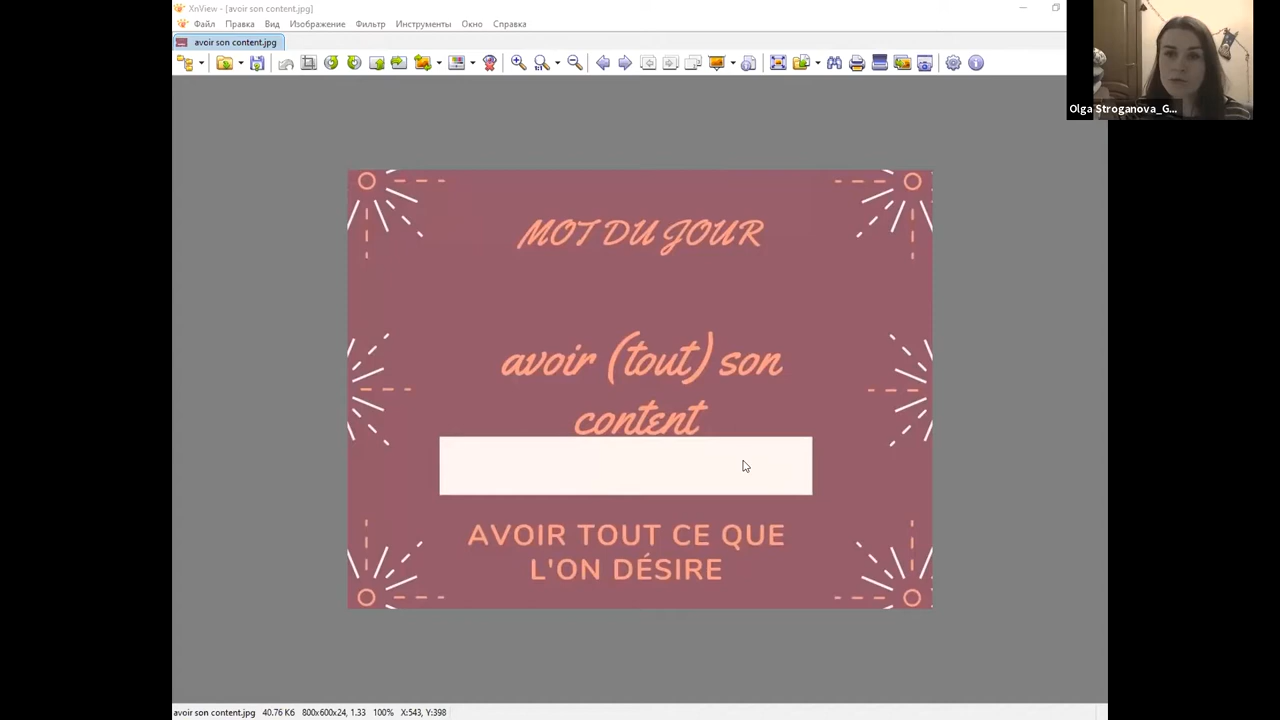 XnView - [avoir son content.jpg]
Файл Правка Вид Изображение Фильтр Инструменты Окно Справка
avoir son content.jpg
Olga Stroganova_G...
MOT DU JOUR
avoir (tout) son
content
AVOIR TOUT CE QUE
L'ON DÉSIRE
avoir son content.jpg 40.76 Кб 800x600x24, 1.33 100% X:543, Y:398